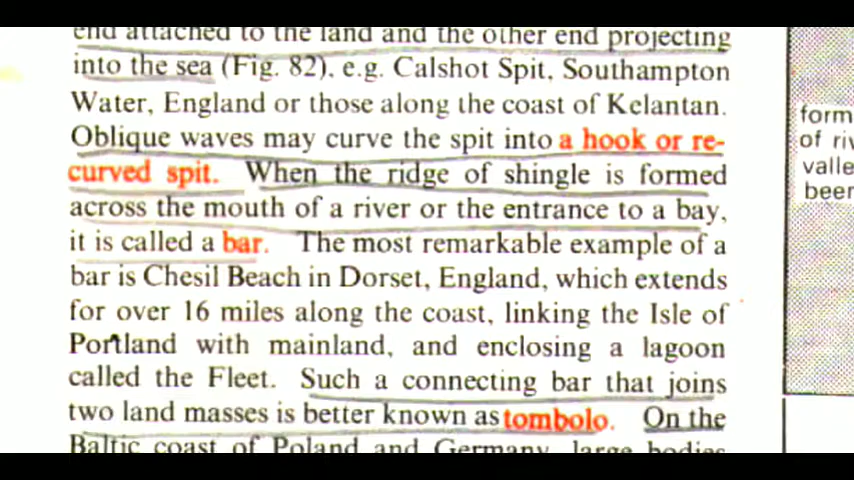 end attached to the land and the other end projecting
into the sea (Fig. 82), e.g. Calshot Spit, Southampton
Water, England or those along the coast of Kelantan.
Oblique waves may curve the spit into a hook or re-
curved spit. When the ridge of shingle is formed
across the mouth of a river or the entrance to a bay,
it is called a bar. The most remarkable example of a
bar is Chesil Beach in Dorset, England, which extends
for over 16 miles along the coast, linking the Isle of
Portland with mainland, and enclosing a lagoon
called the Fleet. Such a connecting bar that joins
two land masses is better known as tombolo. On the
Baltic coast of Poland and Germany, large bodies
form
of riv
valle
been